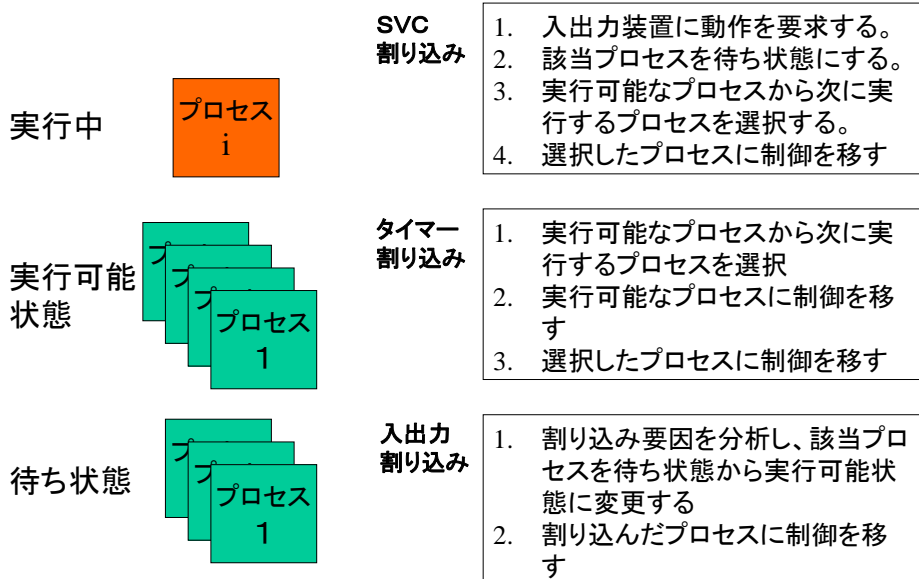 SVC
割り込み
1. 入出力装置に動作を要求する。
2. 該当プロセスを待ち状態にする。
3. 実行可能なプロセスから次に実
行するプロセスを選択する。
4. 選択したプロセスに制御を移す
実行中
プロセス
i
タイマー
割り込み
1. 実行可能なプロセスから次に実
行するプロセスを選択
2. 実行可能なプロセスに制御を移
す
3. 選択したプロセスに制御を移す
実行可能
状態
プ
プ
プ
プロセス
1
入出力
割り込み
1. 割り込み要因を分析し、該当プロ
セスを待ち状態から実行可能状
態に変更する
2. 割り込んだプロセスに制御を移
す
待ち状態
プ
プ
プロセス
1